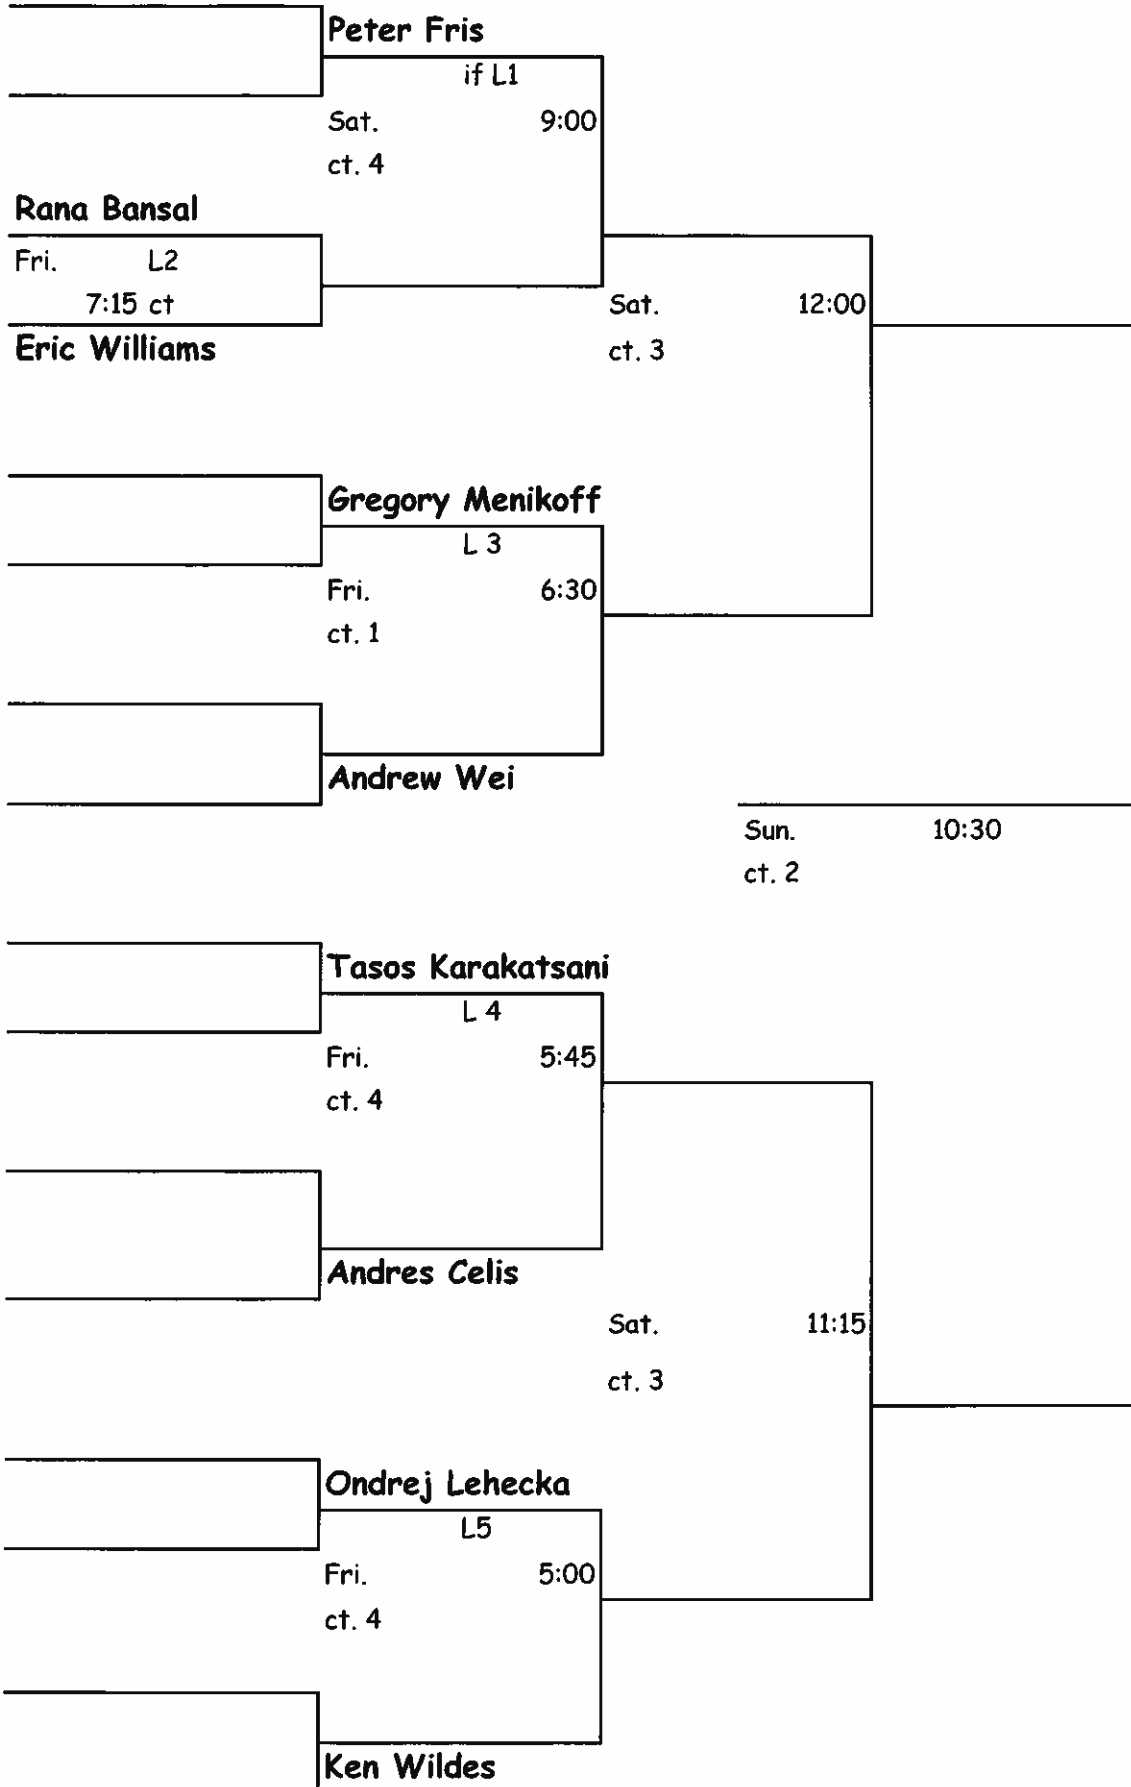 Peter Fris
if L1
Sat. 9:00
ct. 4
Rana Bansal
Fri. L2
7:15 ct
Eric Williams
Sat. 12:00
ct. 3
Gregory Menikoff
L 3
Fri. 6:30
ct. 1
Andrew Wei
Sun. 10:30
ct. 2
Tasos Karakatsani
L 4
Fri. 5:45
ct. 4
Andres Celis
Sat. 11:15
ct. 3
Ondrej Lehecka
L5
Fri. 5:00
ct. 4
Ken Wildes